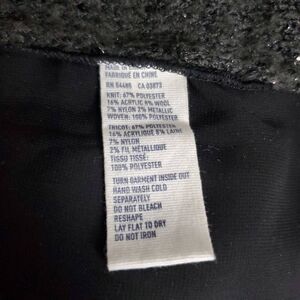 MADE IN
FABRIQUÉ EN CHINE
RN 54485 CA 03873
KNIT: 67% POLYESTER
16% ACRYLIC 8% WOOL
7% NYLON 2% METALLIC
WOVEN: 100% POLYESTER
TRICOT: 67% POLYESTER
16% ACRYLIQUE 8% LAINE
7% NYLON
2% FIL MÉTALLIQUE
TISSU TISSÉ:
100% POLYESTER
TURN GARMENT INSIDE OUT
HAND WASH COLD
SEPARATELY
DO NOT BLEACH
RESHAPE
LAY FLAT TO DRY
DO NOT IRON